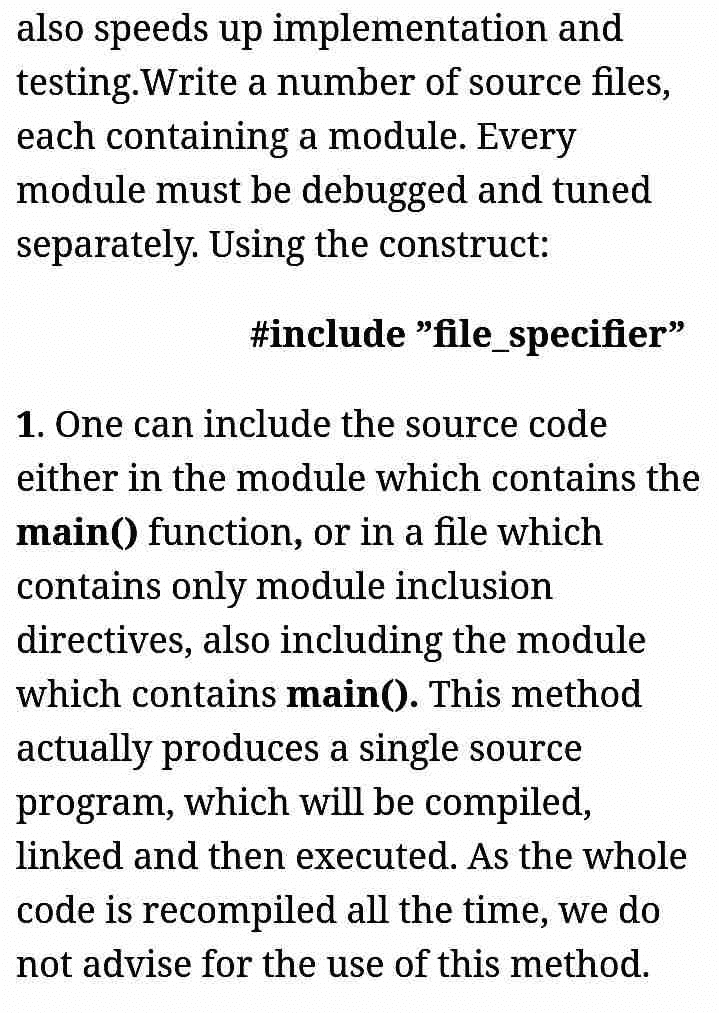 also speeds up implementation and
testing.Write a number of source files,
each containing a module. Every
module must be debugged and tuned
separately. Using the construct:
#include ”file_specifier”
1. One can include the source code
either in the module which contains the
main() function, or in a file which
contains only module inclusion
directives, also including the module
which contains main(). This method
actually produces a single source
program, which will be compiled,
linked and then executed. As the whole
code is recompiled all the time, we do
not advise for the use of this method.